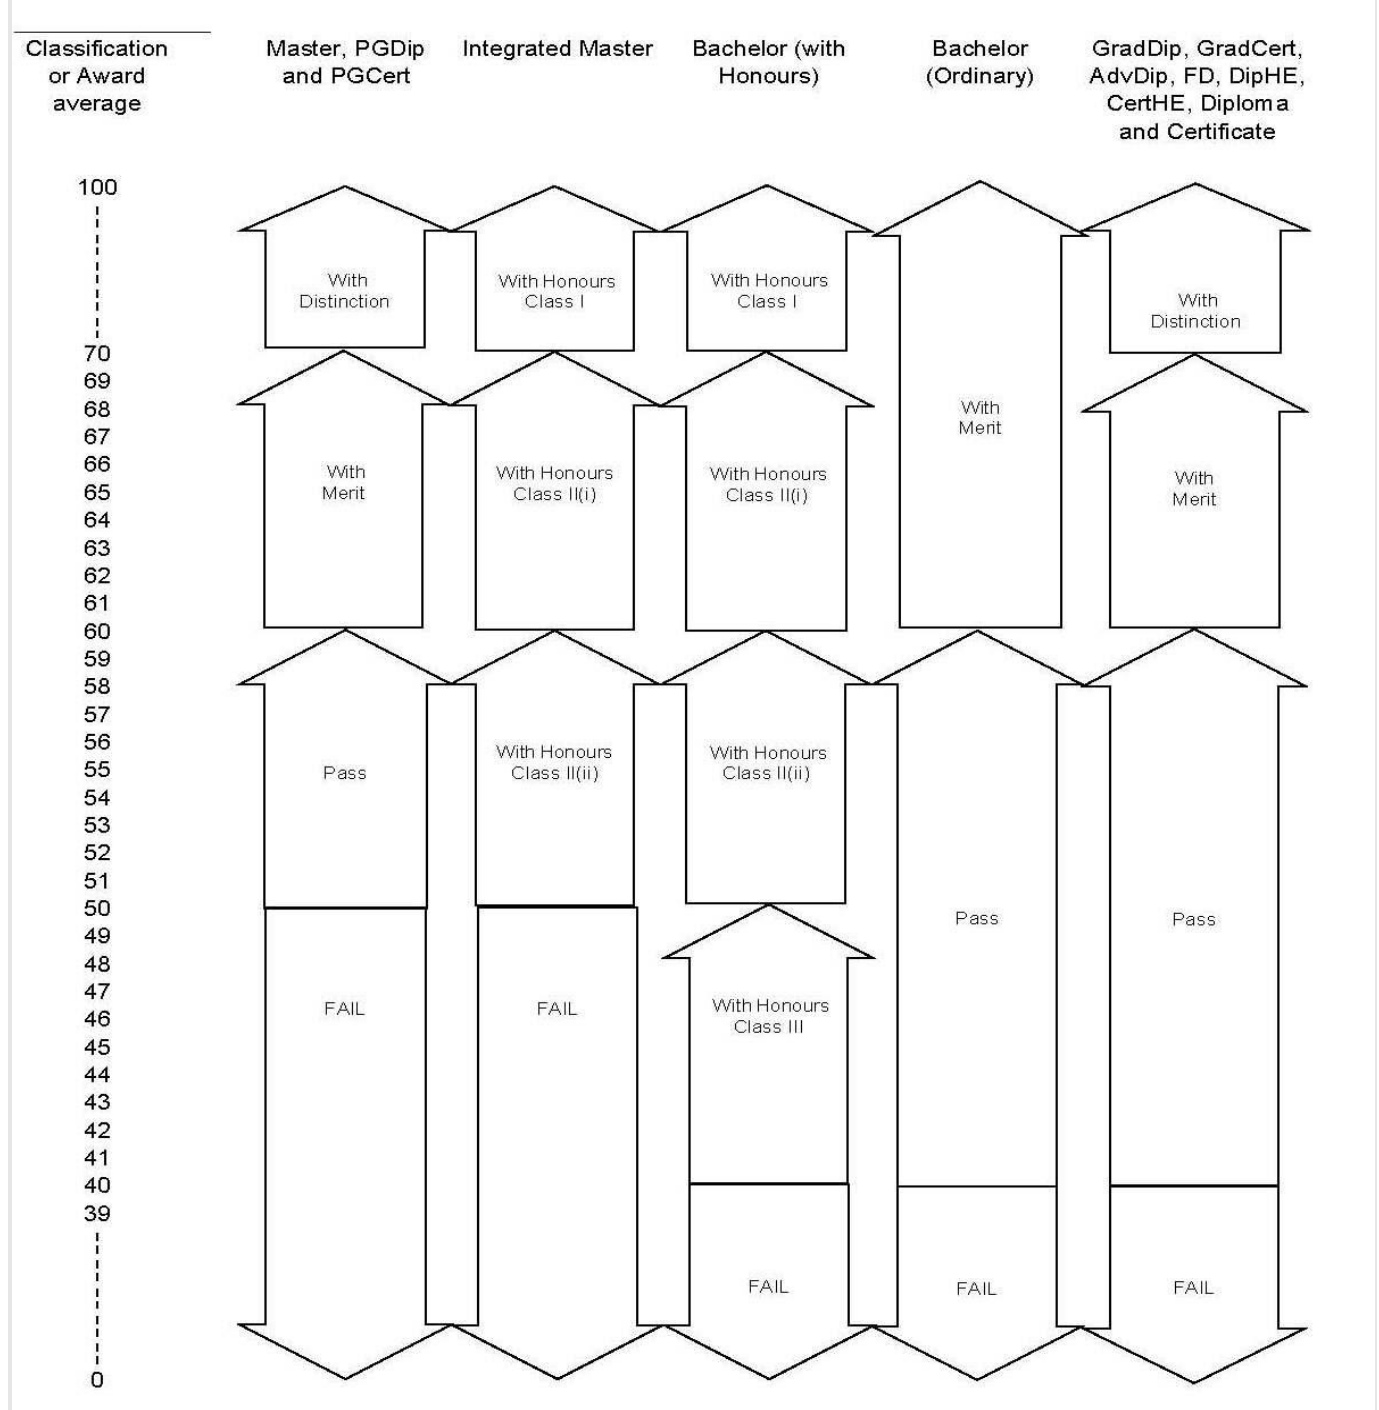 Classification
or Award
average
Master, PGDip
and PGCert
Integrated Master
Bachelor (with
Honours)
Bachelor
(Ordinary)
GradDip, GradCert,
AdvDip, FD, DipHE,
CertHE, Diploma
and Certificate
100
With
Distinction
With Honours
Class I
With Honours
Class I
With
Distinction
70
69
68
With
Merit
67
66
With
Merit
With Honours
Class II(i)
With Honours
Class II(i)
With
Merit
65
64
63
62
61
60
59
58
57
56
With Honours
Class II(ii)
With Honours
Class II(ii)
55
Pass
54
53
52
51
50
Pass
Pass
49
48
47
FAIL
FAIL
With Honours
Class III
46
45
44
43
42
41
40
39
FAIL
FAIL
FAIL
0